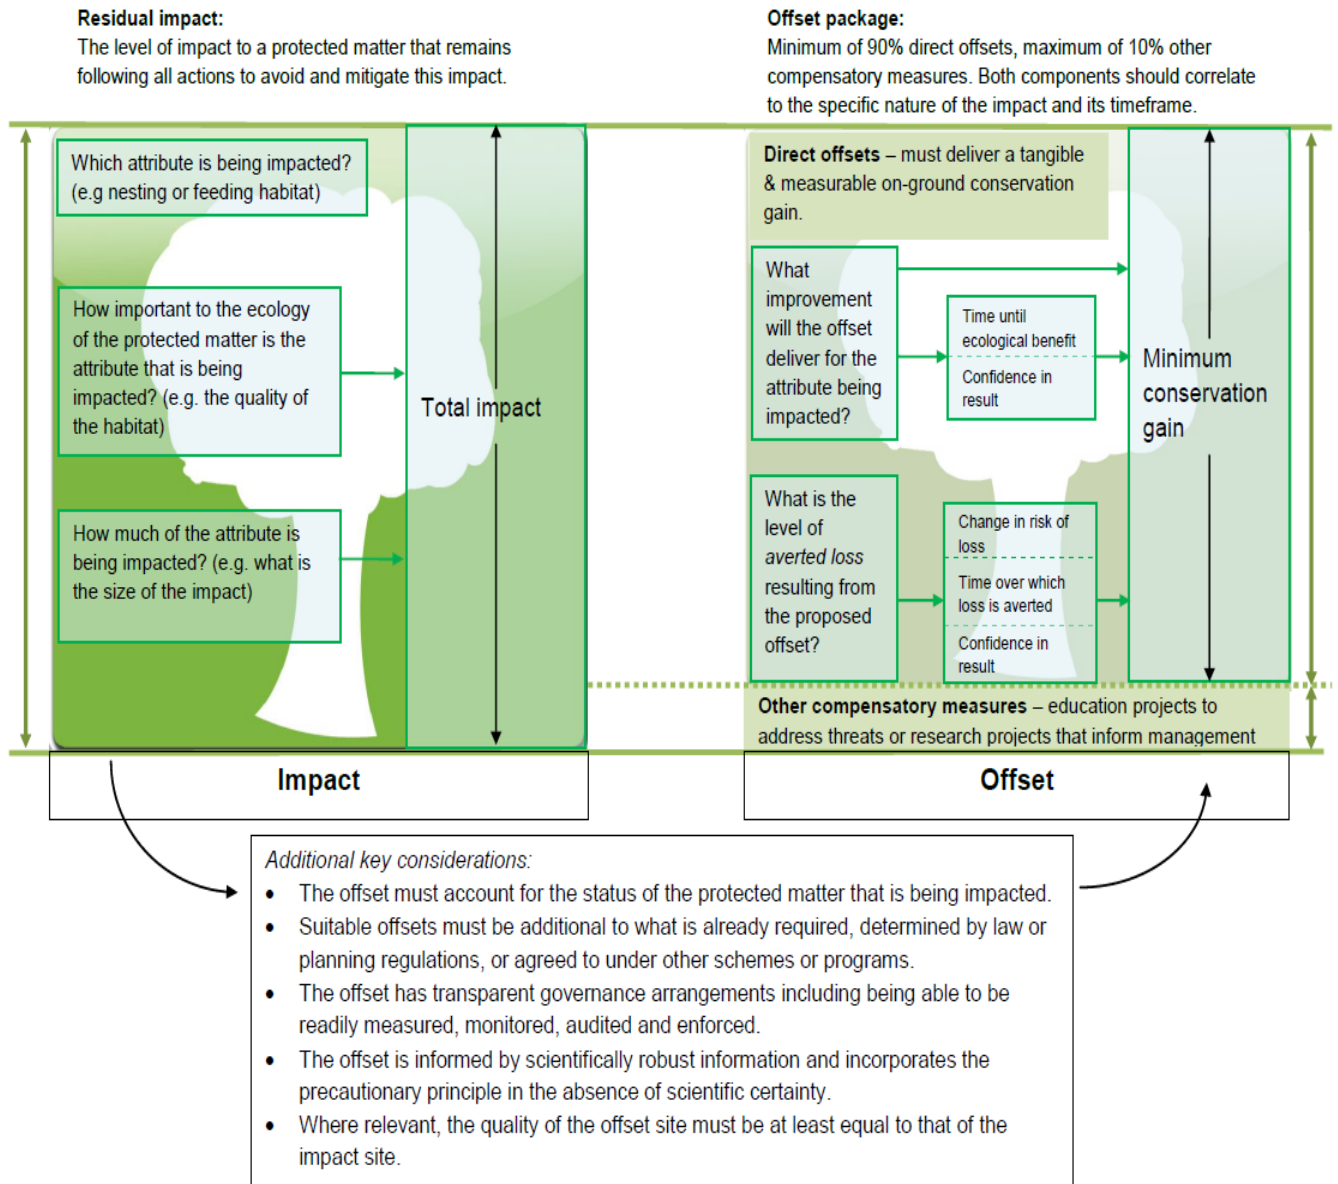 Residual impact:
The level of impact to a protected matter that remains
following all actions to avoid and mitigate this impact.
Offset package:
Minimum of 90% direct offsets, maximum of 10% other
compensatory measures. Both components should correlate
to the specific nature of the impact and its timeframe.
Which attribute is being impacted?
(e.g nesting or feeding habitat)
How important to the ecology
of the protected matter is the
attribute that is being
impacted? (e.g. the quality of
the habitat)
How much of the attribute is
being impacted? (e.g. what is
the size of the impact)
Total impact
Direct offsets – must deliver a tangible
& measurable on-ground conservation
gain.
What
improvement
will the offset
deliver for the
attribute being
impacted?
Time until
ecological benefit
Confidence in
result
What is the
level of
averted loss
resulting from
the proposed
offset?
Change in risk of
loss
Time over which
loss is averted
Confidence in
result
Minimum
conservation
gain
Other compensatory measures – education projects to
address threats or research projects that inform management
Impact
Offset
Additional key considerations:
• The offset must account for the status of the protected matter that is being impacted.
• Suitable offsets must be additional to what is already required, determined by law or
planning regulations, or agreed to under other schemes or programs.
• The offset has transparent governance arrangements including being able to be
readily measured, monitored, audited and enforced.
• The offset is informed by scientifically robust information and incorporates the
precautionary principle in the absence of scientific certainty.
• Where relevant, the quality of the offset site must be at least equal to that of the
impact site.